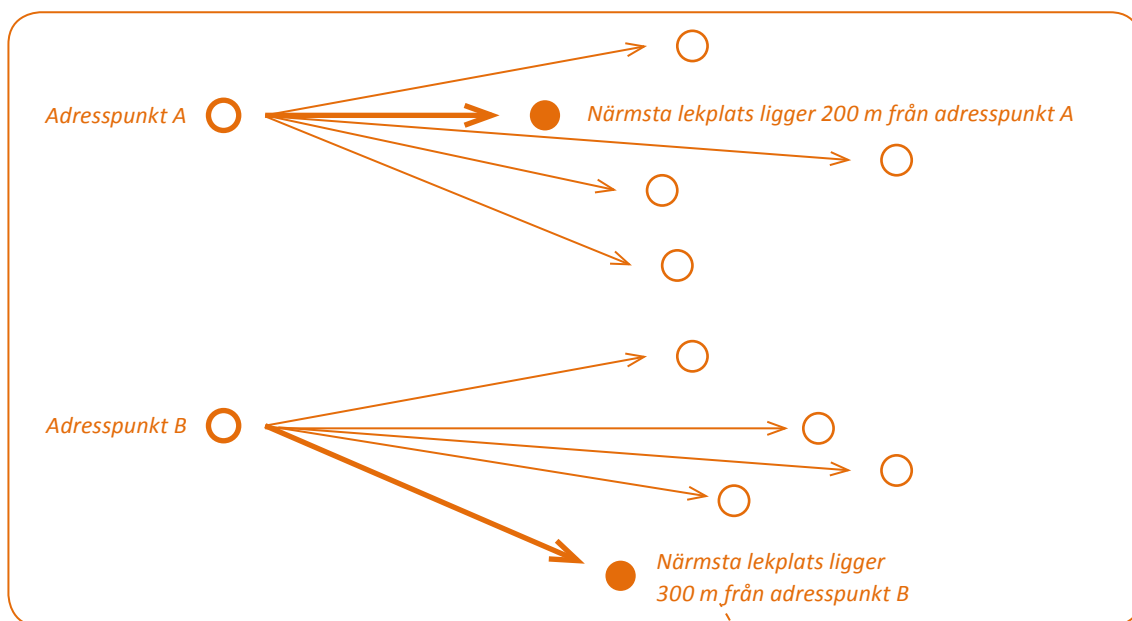 Adresspunkt A
Närmsta lekplats ligger 200 m från adresspunkt A
Adresspunkt B
Närmsta lekplats ligger
300 m från adresspunkt B